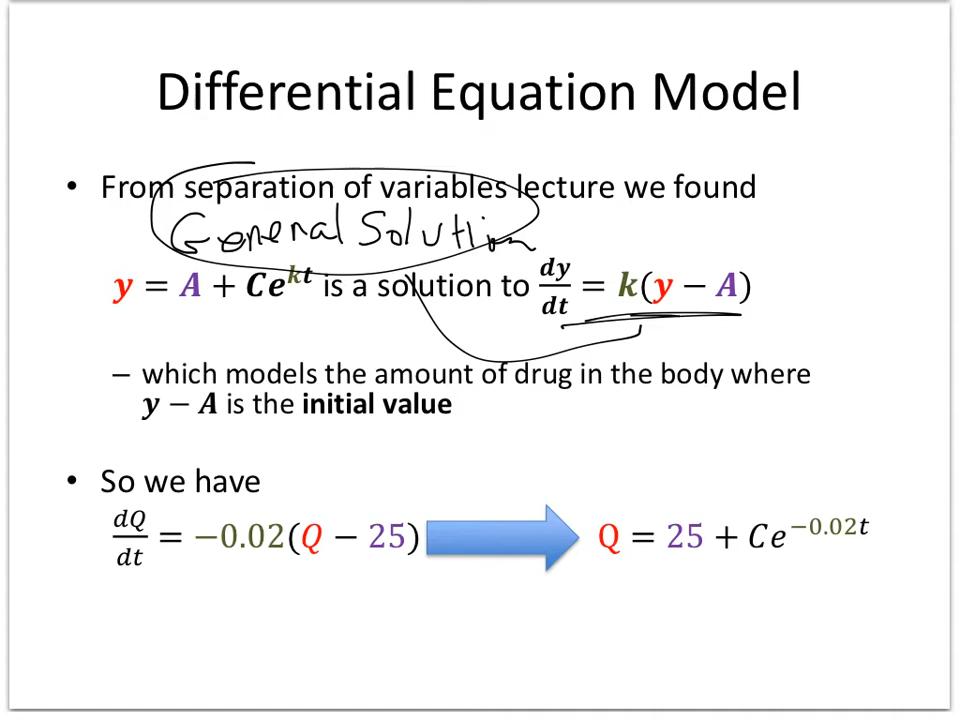 Differential Equation Model
• From separation of variables lecture we found
General Solution
y = A + Ce^{kt} is a solution to \frac{dy}{dt} = k(y − A)
– which models the amount of drug in the body where
y − A is the initial value
• So we have
\frac{dQ}{dt} = −0.02(Q − 25) Q = 25 + Ce^{−0.02t}